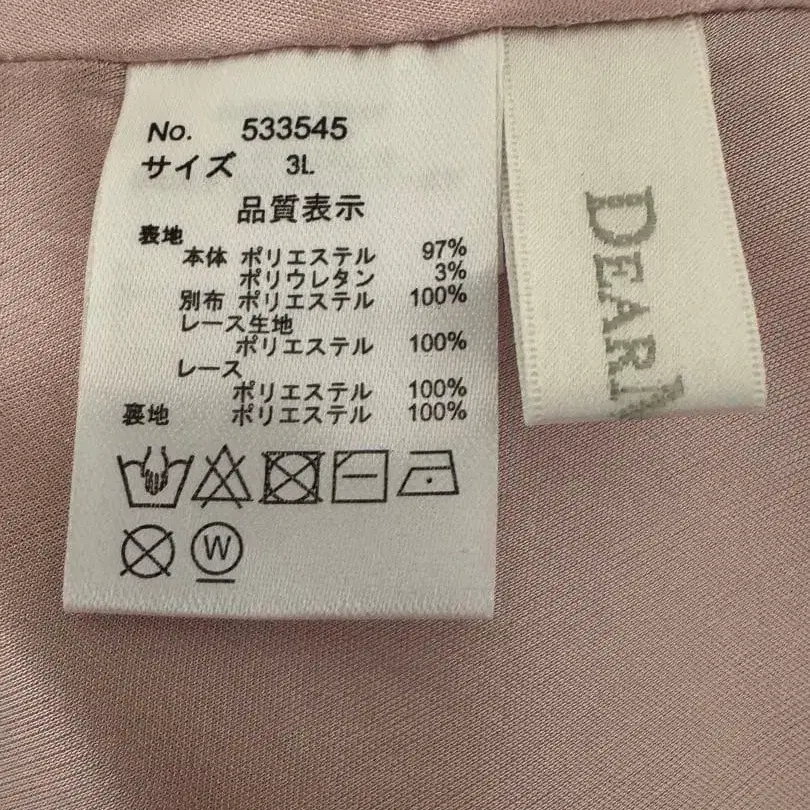 No. 533545
サイズ 3L
品質表示
表地
本体 ポリエステル 97%
ポリウレタン 3%
別布 ポリエステル 100%
レース生地
ポリエステル 100%
レース
ポリエステル 100%
裏地 ポリエステル 100%
W
DEAR